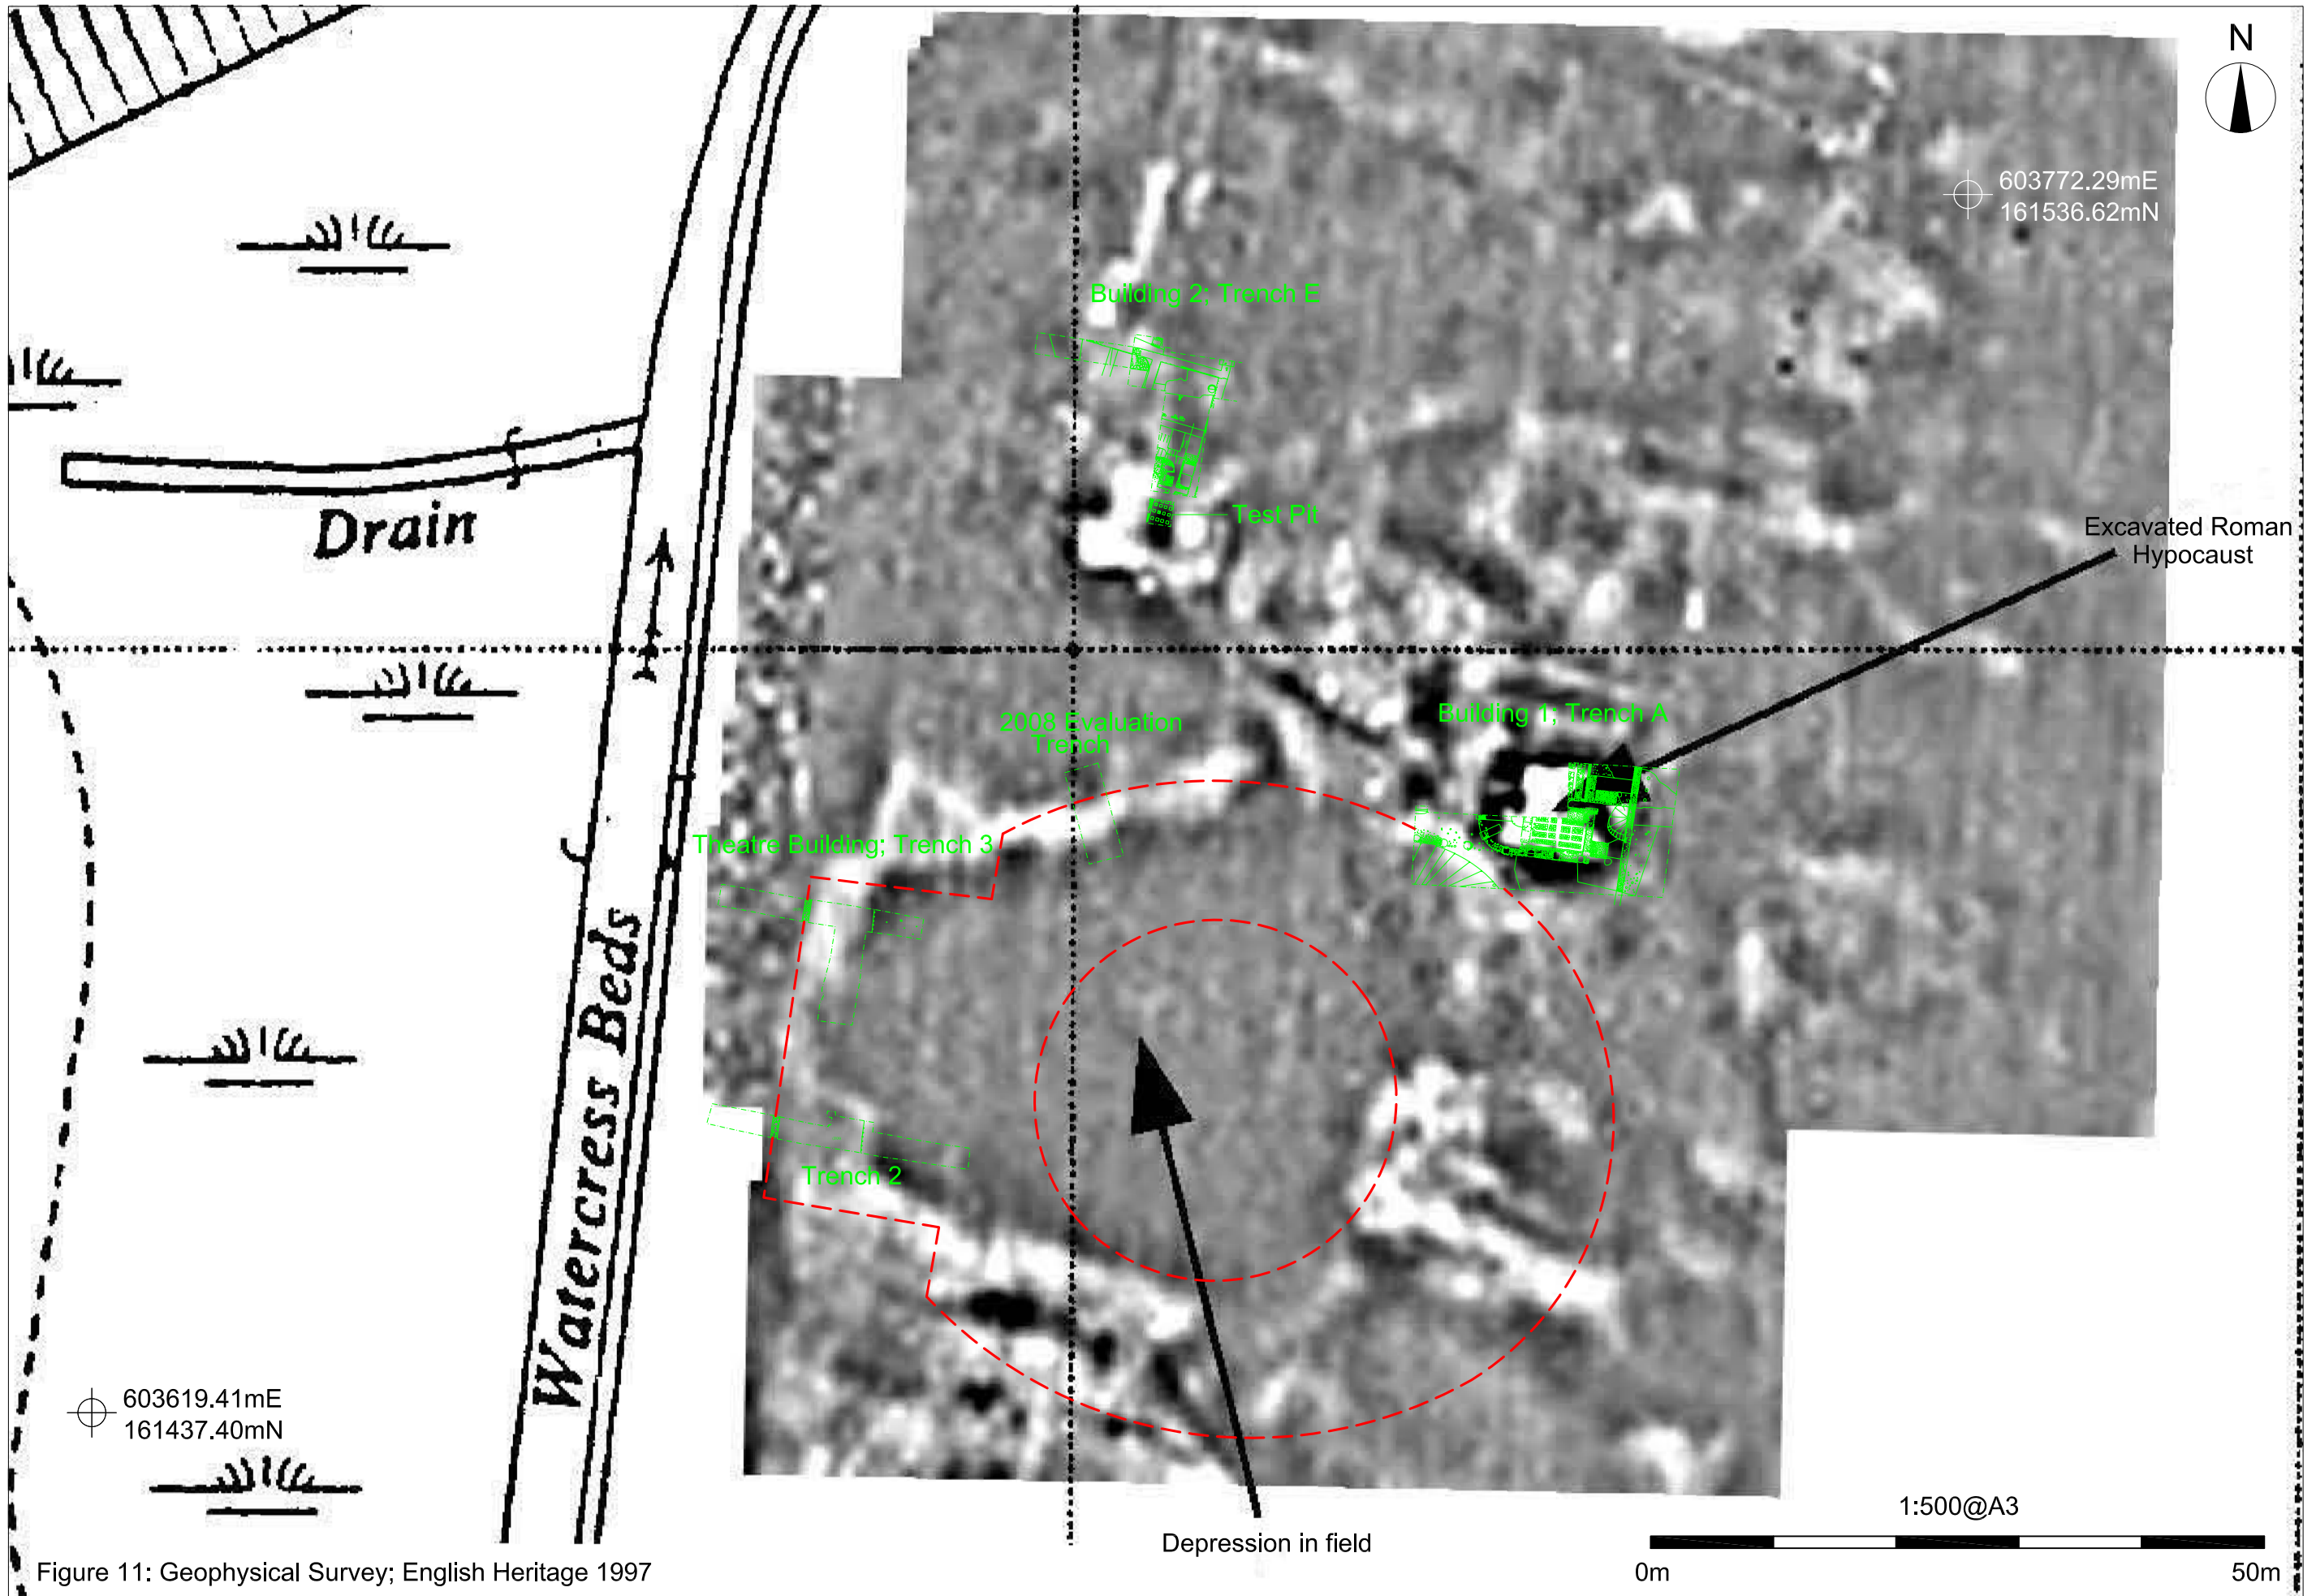 N
603772.29mE
161536.62mN
Building 2; Trench E
Test Pit
Drain
Excavated Roman
Hypocaust
2008 Evaluation
Trench
Building 1; Trench A
Theatre Building; Trench 3
Watercress Beds
Trench 2
603619.41mE
161437.40mN
Depression in field
1:500@A3
0m
50m
Figure 11: Geophysical Survey; English Heritage 1997